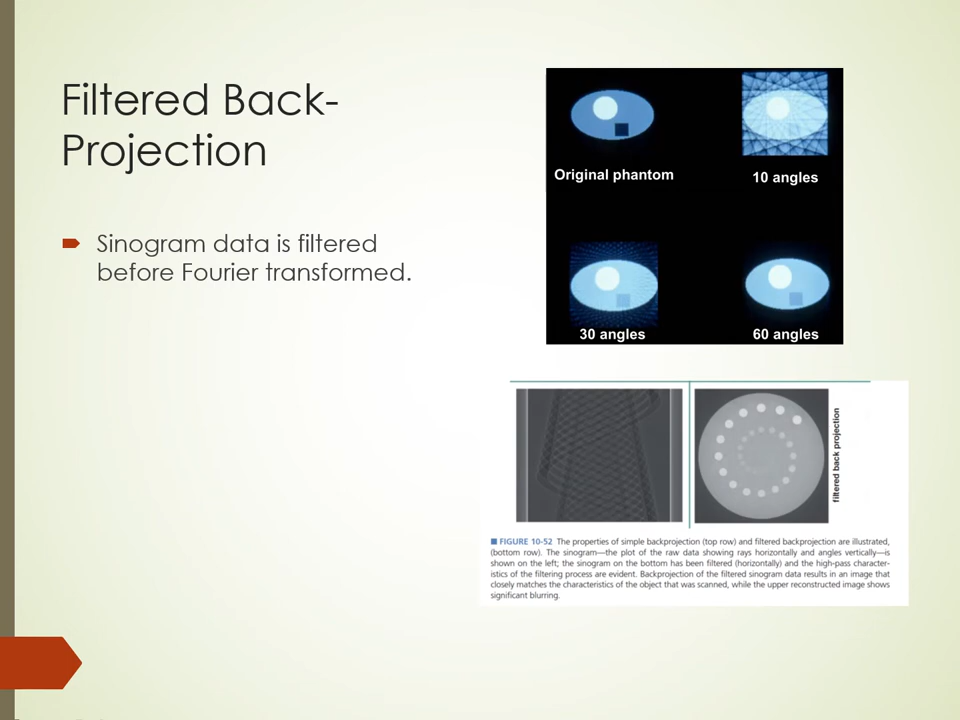 Filtered Back-
Projection
Sinogram data is filtered
before Fourier transformed.
Original phantom
10 angles
30 angles
60 angles
filtered back projection
■ FIGURE 10-52 The properties of simple backprojection (top row) and filtered backprojection are illustrated,
(bottom row). The sinogram—the plot of the raw data showing rays horizontally and angles vertically—is
shown on the left; the sinogram on the bottom has been filtered (horizontally) and the high-pass character-
istics of the filtering process are evident. Backprojection of the filtered sinogram data results in an image that
closely matches the characteristics of the object that was scanned, while the upper reconstructed image shows
significant blurring.